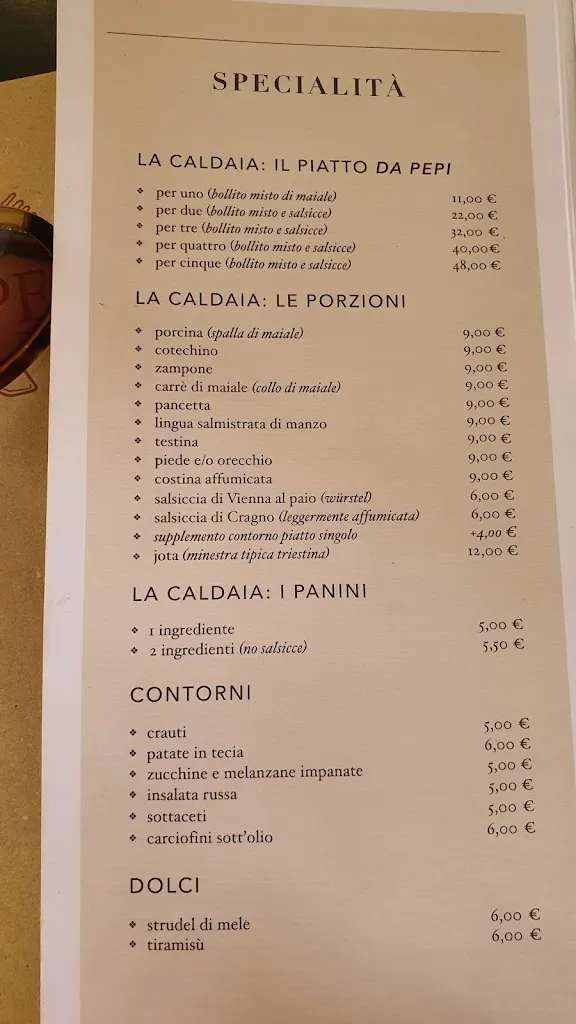 SPECIALITÀ
LA CALDAIA: IL PIATTO DA PEPI
❖ per uno (bollito misto di maiale) 11,00 €
❖ per due (bollito misto e salsicce) 22,00 €
❖ per tre (bollito misto e salsicce) 32,00 €
❖ per quattro (bollito misto e salsicce) 40,00€
❖ per cinque (bollito misto e salsicce) 48,00 €
LA CALDAIA: LE PORZIONI
❖ porcina (spalla di maiale) 9,00 €
❖ cotechino 9,00 €
❖ zampone 9,00 €
❖ carrè di maiale (collo di maiale) 9,00 €
❖ pancetta 9,00 €
❖ lingua salmistrata di manzo 9,00 €
❖ testina 9,00 €
❖ piede e/o orecchio 9,00 €
❖ costina affumicata 9,00 €
❖ salsiccia di Vienna al paio (würstel) 6,00 €
❖ salsiccia di Cragno (leggermente affumicata) 6,00 €
❖ supplemento contorno piatto singolo +4,00 €
❖ jota (minestra tipica triestina) 12,00 €
LA CALDAIA: I PANINI
❖ 1 ingrediente 5,00 €
❖ 2 ingredienti (no salsicce) 5,50 €
CONTORNI
❖ crauti 5,00 €
❖ patate in tecia 6,00 €
❖ zucchine e melanzane impanate 5,00 €
❖ insalata russa 5,00 €
❖ sottaceti 5,00 €
❖ carciofini sott'olio 6,00 €
DOLCI
❖ strudel di mele 6,00 €
❖ tiramisù 6,00 €